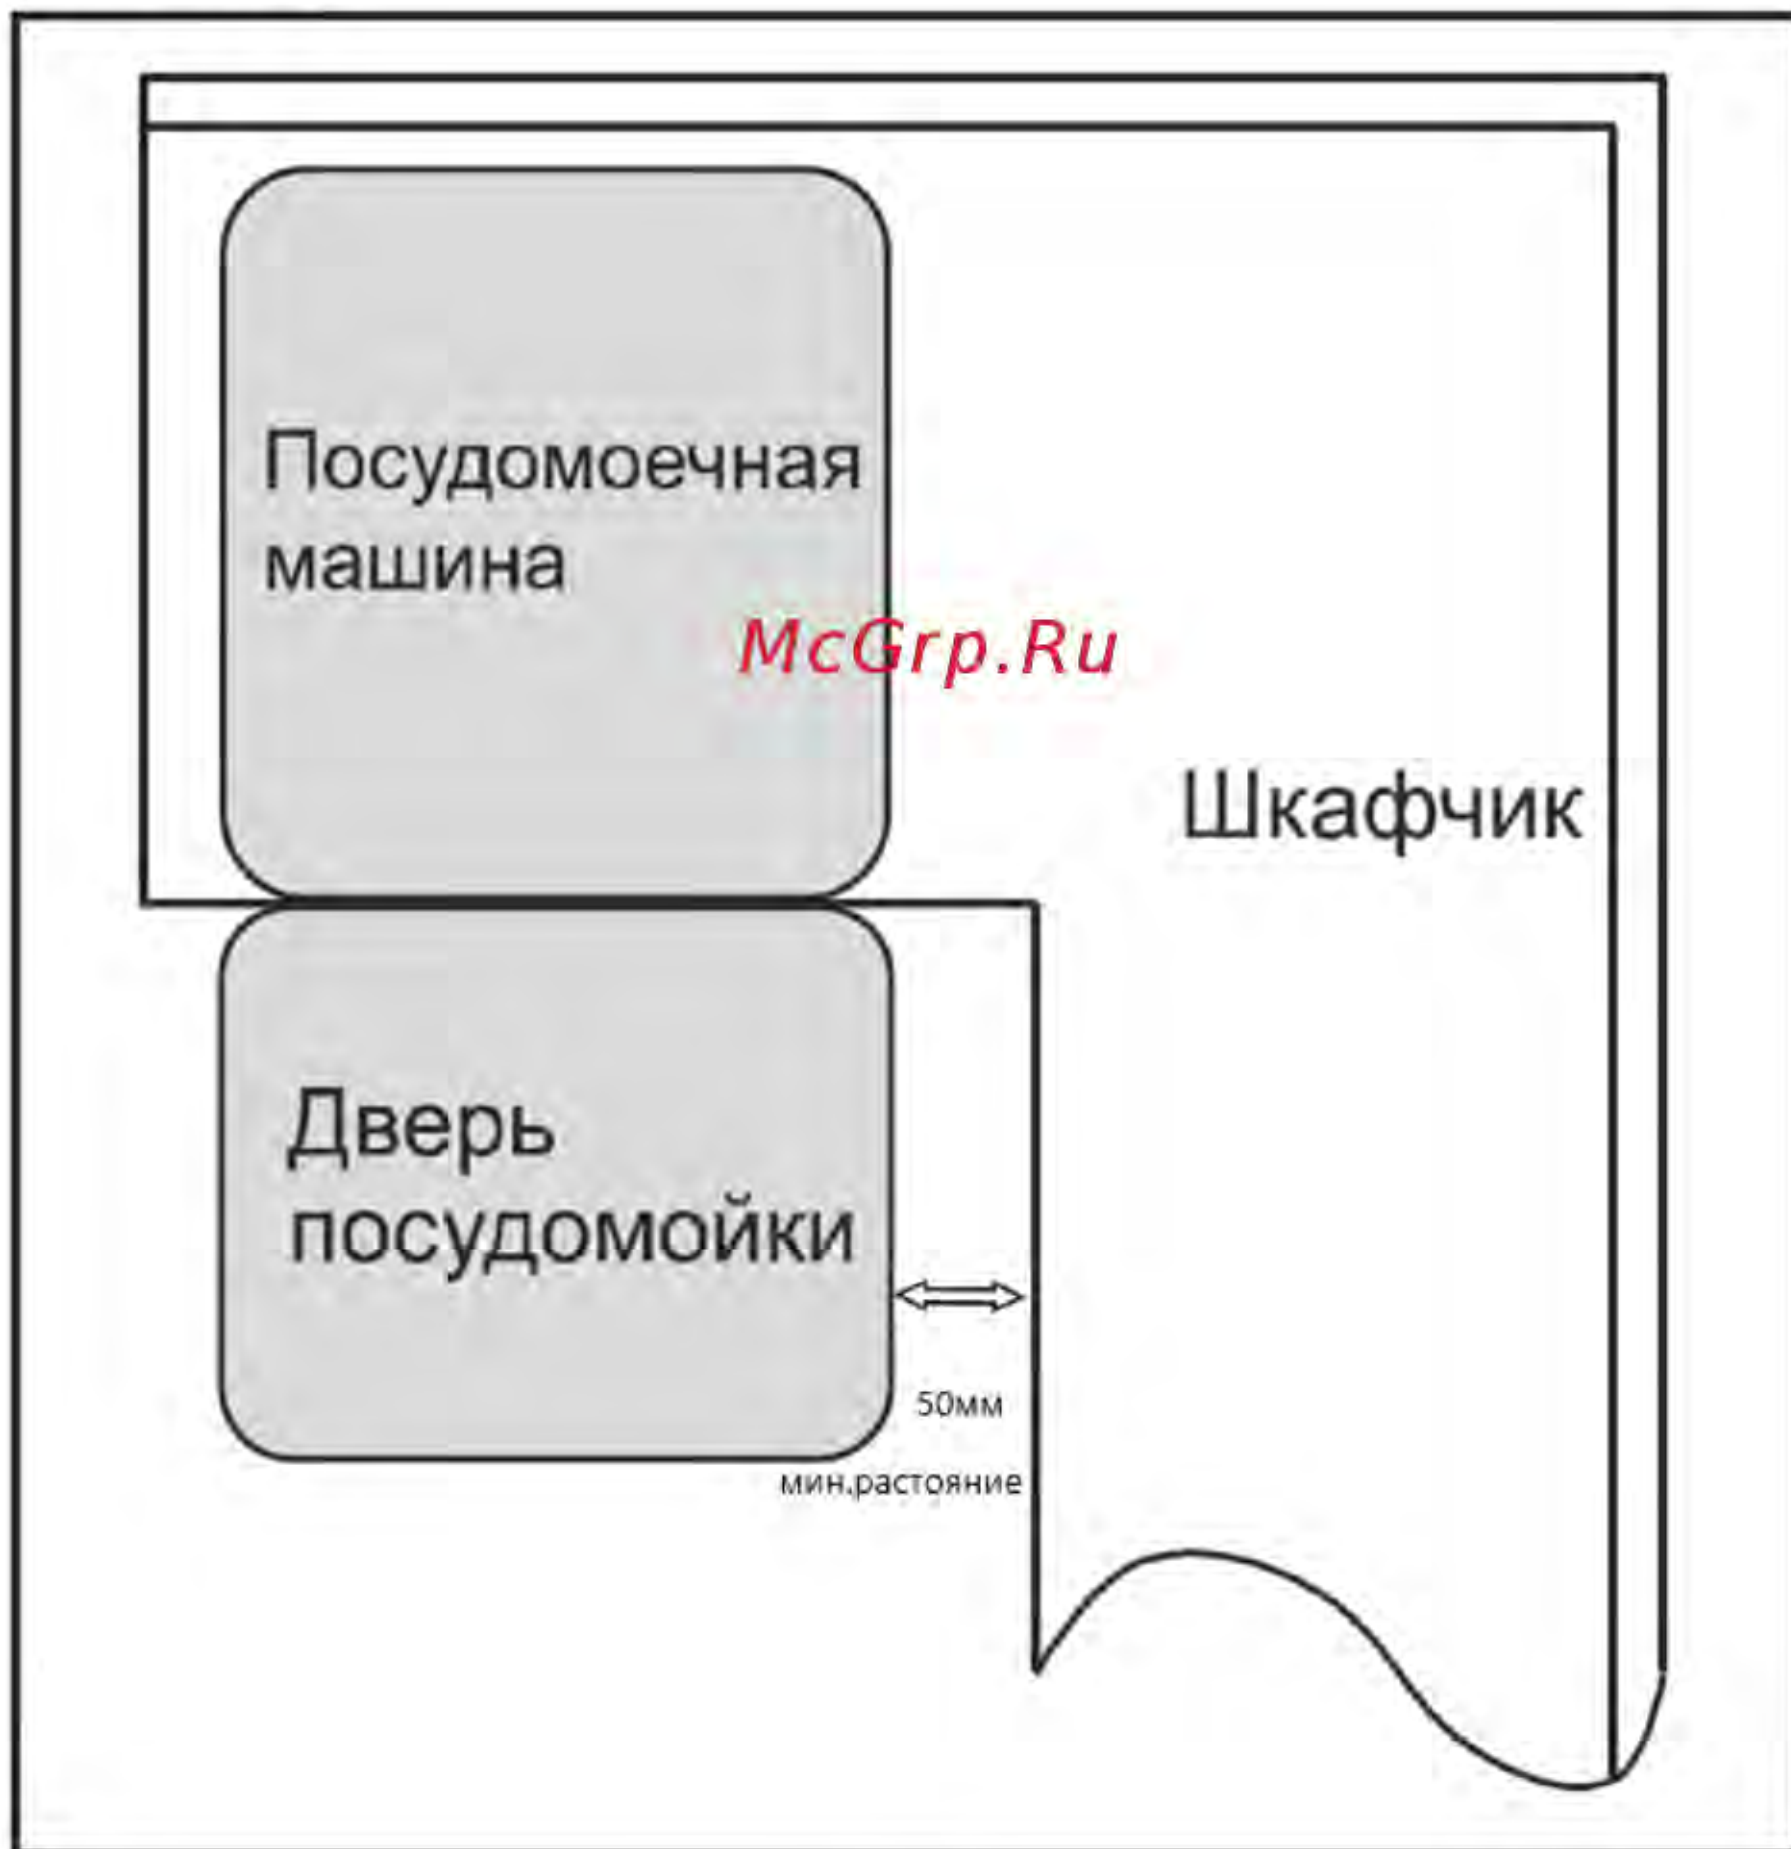 Посудомоечная
машина
McGrp.Ru
Шкафчик
Дверь
посудомойки
50мм
мин.растояние